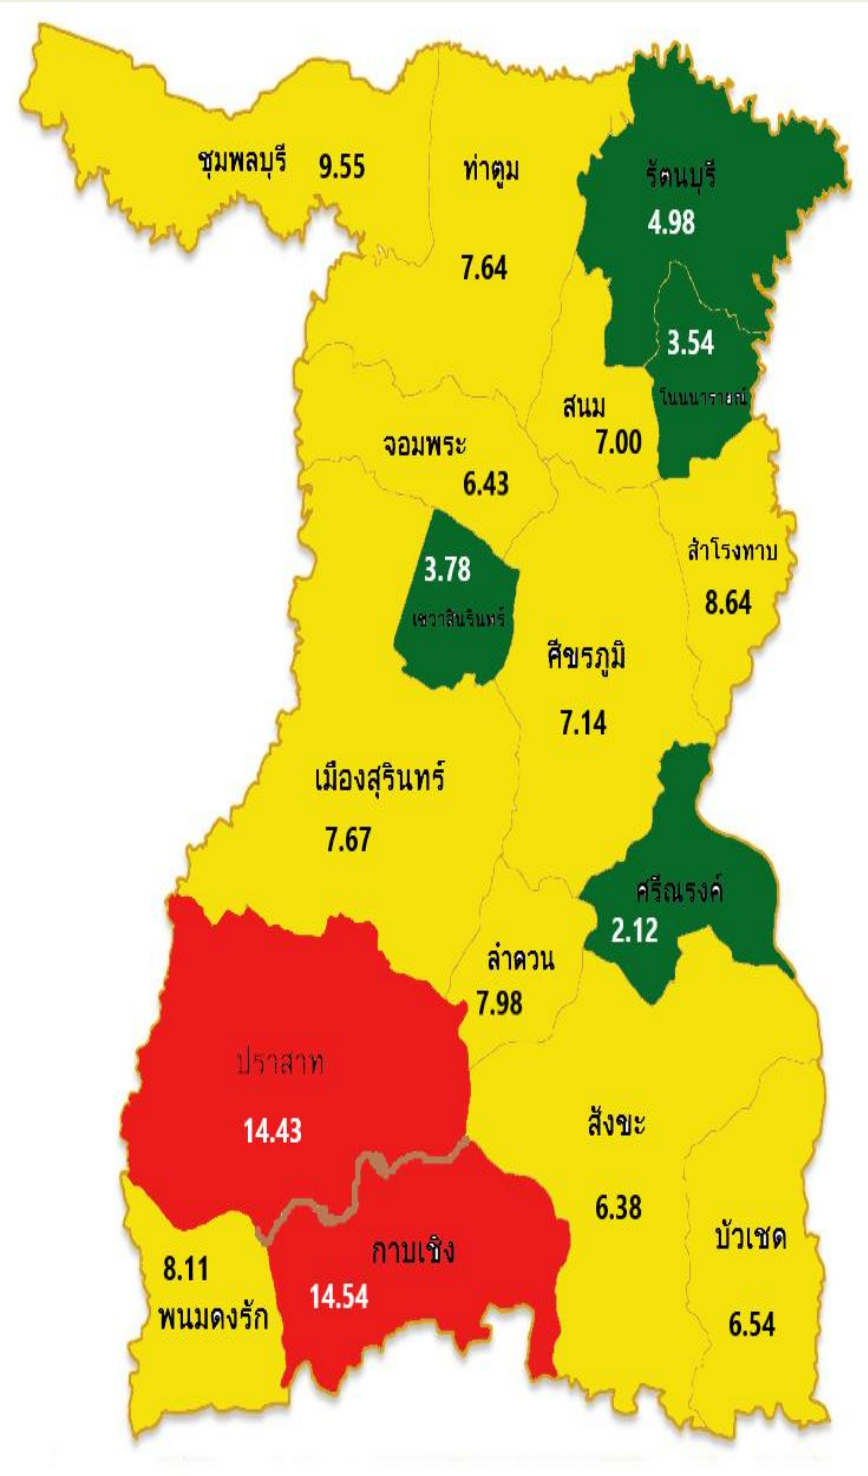 ชุมพลบุรี 9.55
ท่าตูม
7.64
รัตนบุรี
4.98
3.54
โนนนารายณ์
สนม
7.00
จอมพระ
6.43
สำโรงทาบ
8.64
3.78
เขวาสินรินทร์
ศีขรภูมิ
7.14
เมืองสุรินทร์
7.67
ศรีณรงค์
2.12
ลำดวน
7.98
ปราสาท
14.43
สังขะ
6.38
บัวเชด
6.54
กาบเชิง
14.54
8.11
พนมดงรัก